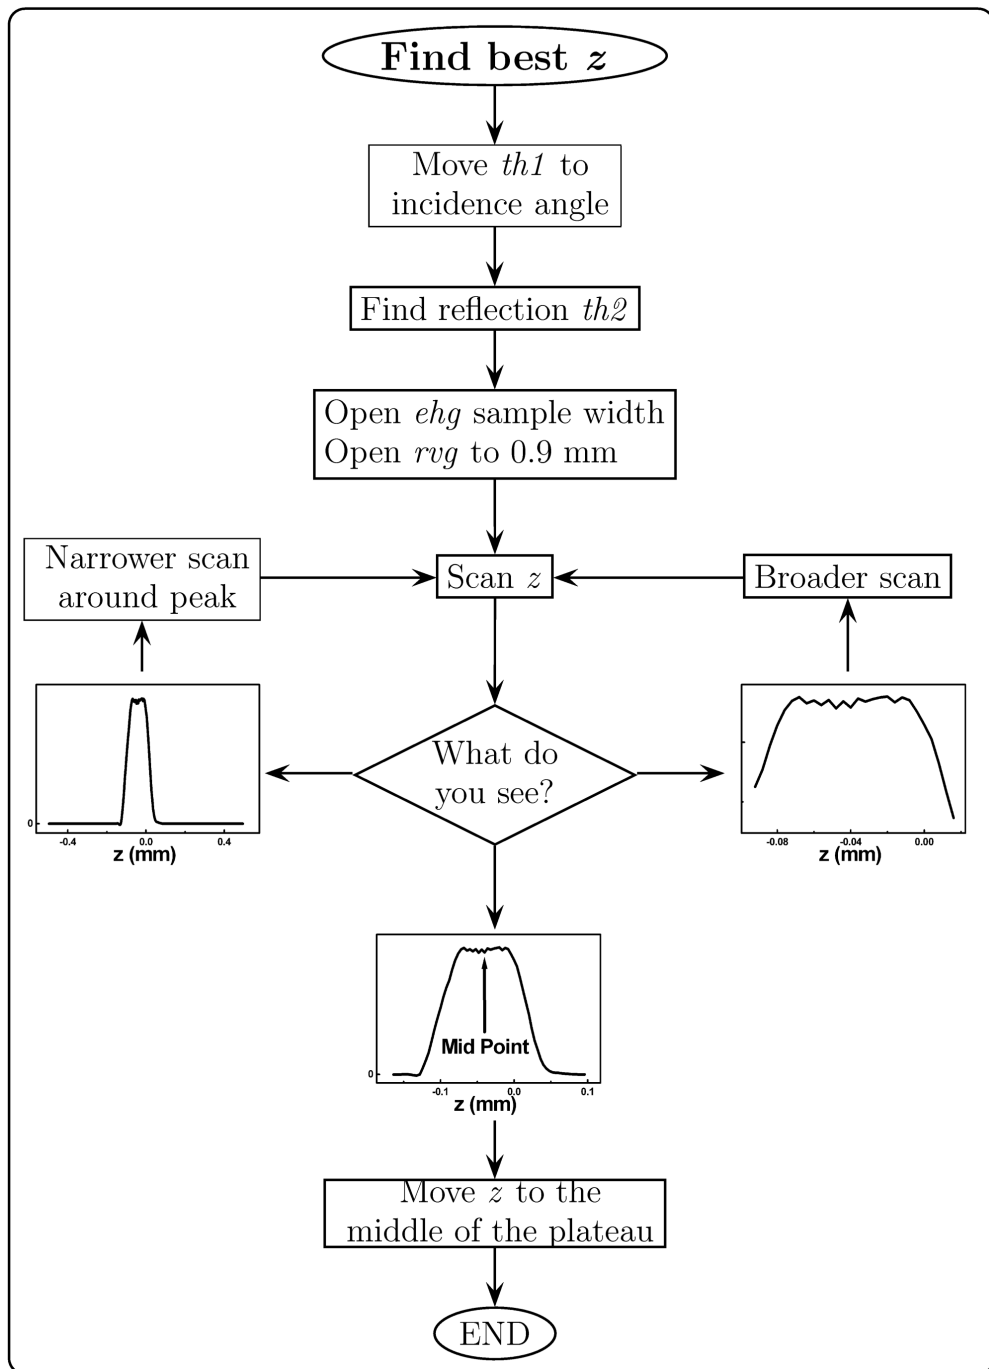 Find best z
Move th1 to
incidence angle
Find reflection th2
Open ehg sample width
Open rvg to 0.9 mm
Narrower scan
around peak
Scan z
Broader scan
What do
you see?
0
-0.4
0.0
0.4
z (mm)
-0.08
-0.04
0.00
z (mm)
Mid Point
0
-0.1
0.0
0.1
z (mm)
Move z to the
middle of the plateau
END